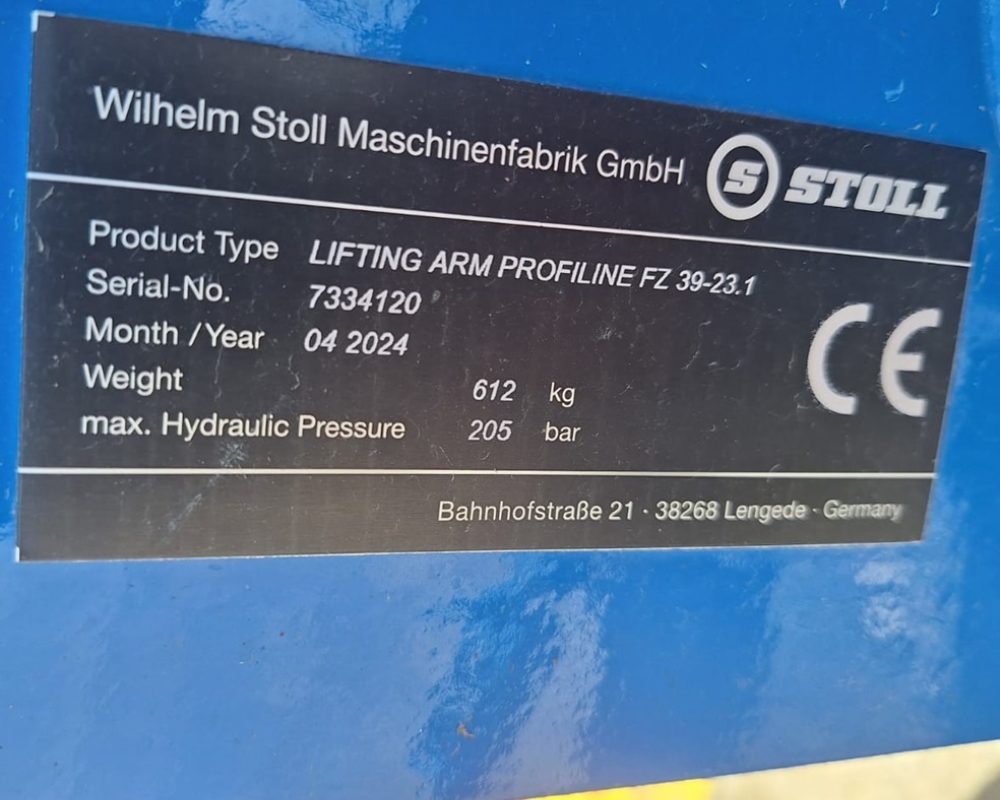 Wilhelm Stoll Maschinenfabrik GmbH S STOLL
Product Type LIFTING ARM PROFILINE FZ 39-23.1
Serial-No. 7334120
Month / Year 04 2024
Weight 612 kg
max. Hydraulic Pressure 205 bar
CE
Bahnhofstraße 21 · 38268 Lengede · Germany